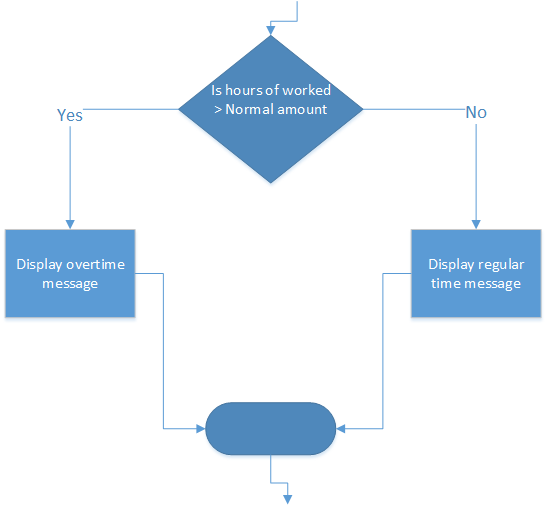 Is hours of worked
> Normal amount
Yes
No
Display overtime
message
Display regular
time message